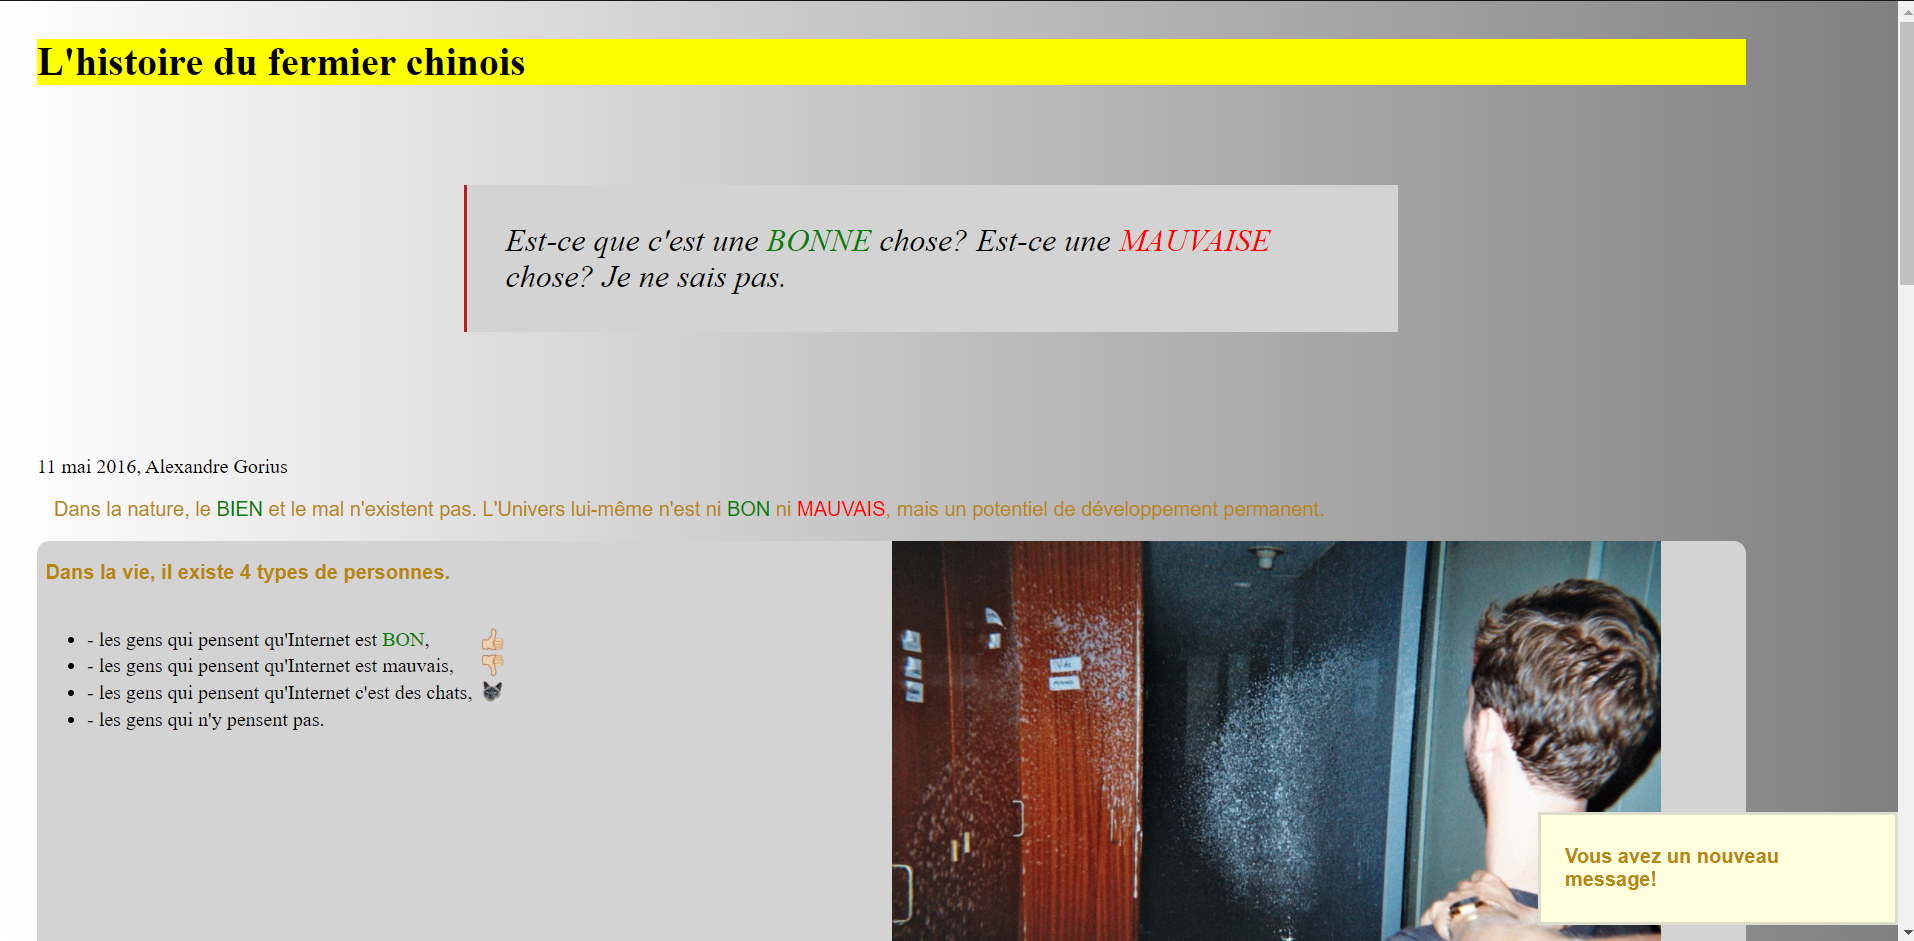 L'histoire du fermier chinois
Est-ce que c'est une BONNE chose? Est-ce une MAUVAISE
chose? Je ne sais pas.
11 mai 2016, Alexandre Gorius
Dans la nature, le BIEN et le mal n'existent pas. L'Univers lui-même n'est ni BON ni MAUVAIS, mais un potentiel de développement permanent.
Dans la vie, il existe 4 types de personnes.
- les gens qui pensent qu'Internet est BON,
- les gens qui pensent qu'Internet est mauvais,
- les gens qui pensent qu'Internet c'est des chats,
- les gens qui n'y pensent pas.
Vous avez un nouveau
message!